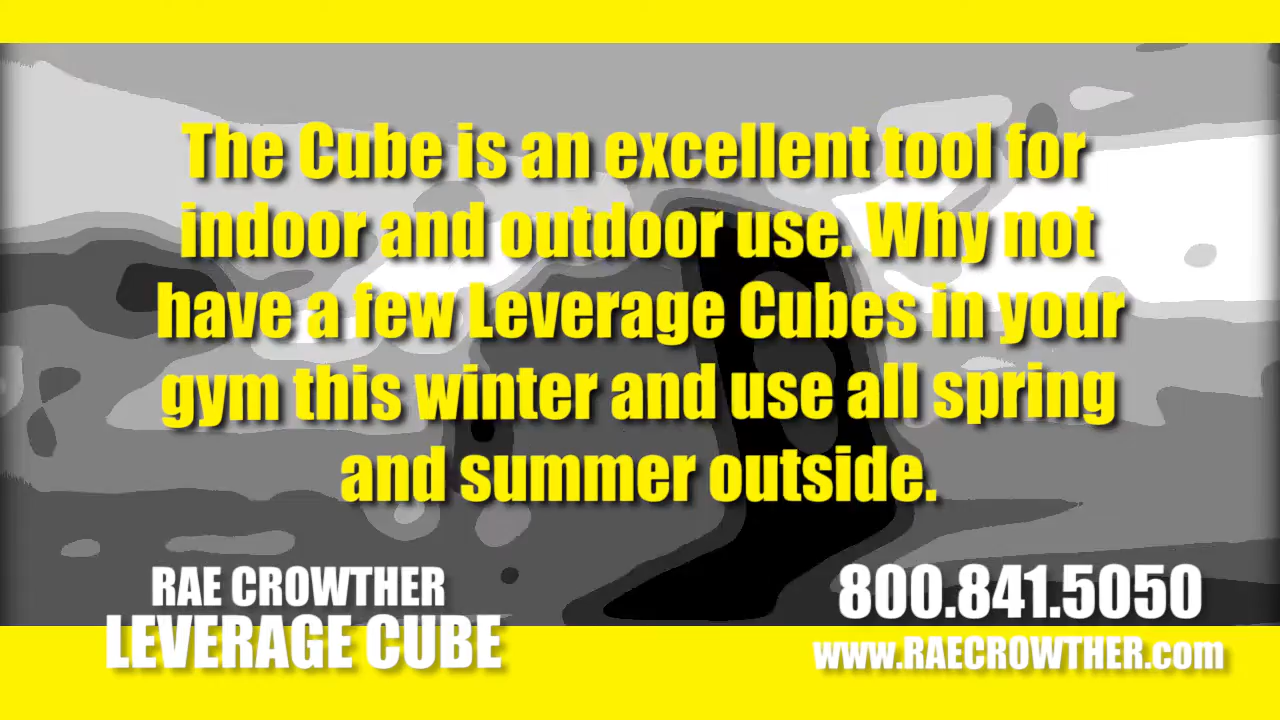 The Cube is an excellent tool for
indoor and outdoor use. Why not
have a few Leverage Cubes in your
gym this winter and use all spring
and summer outside.
RAE CROWTHER
LEVERAGE CUBE
800.841.5050
www.RAECROWTHER.com